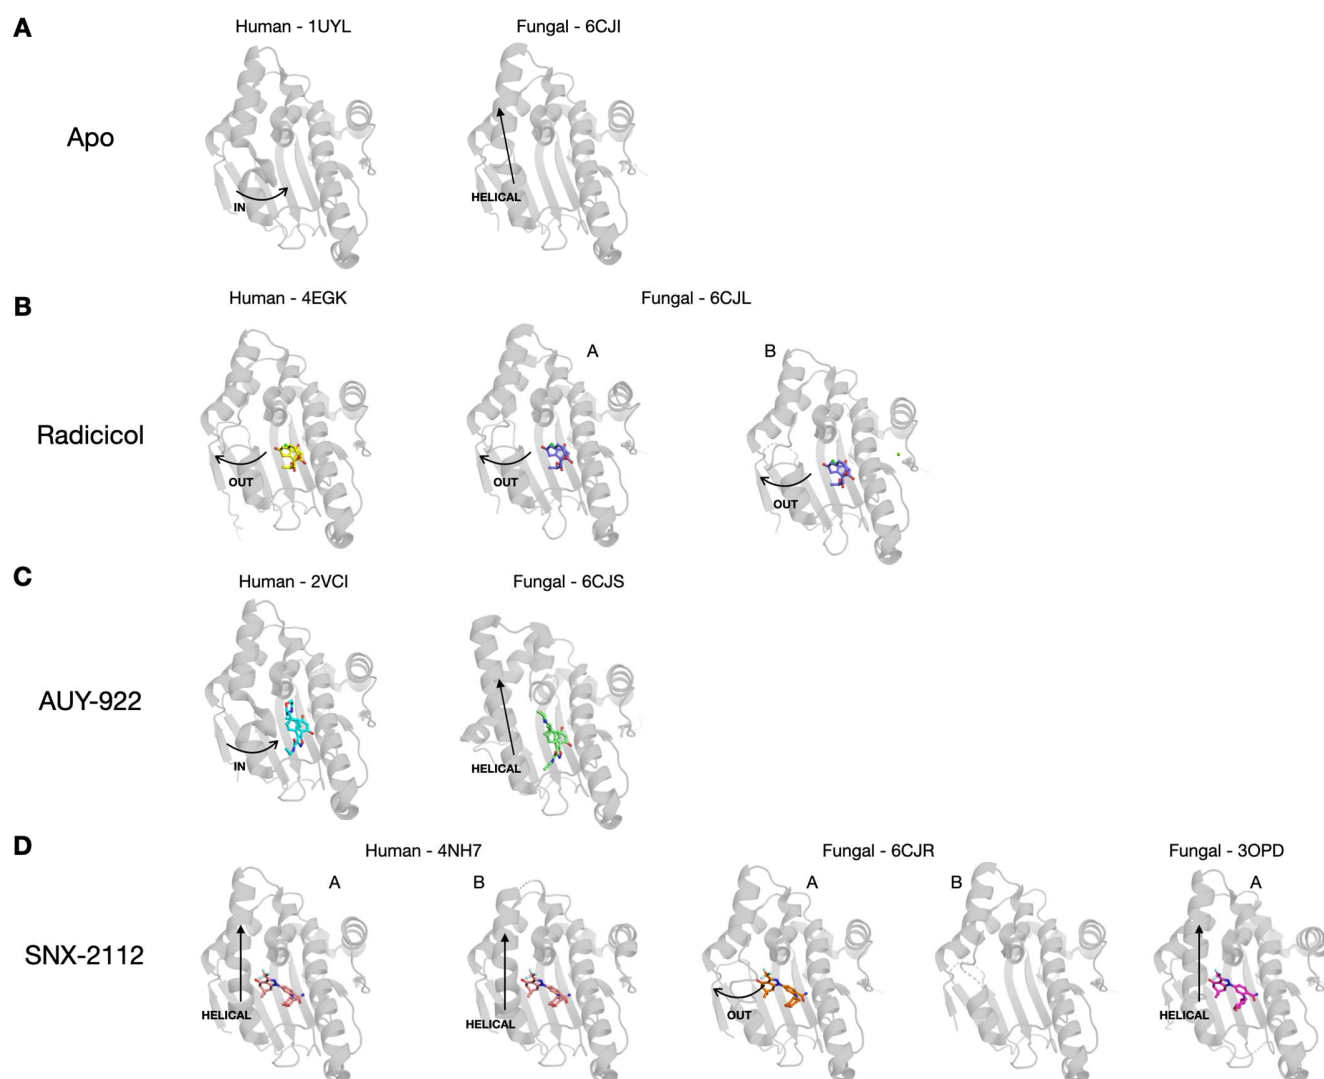 A
Human - 1UYL
Fungal - 6CJI
Apo
IN
HELICAL
B
Human - 4EGK
Fungal - 6CJL
A
B
Radicicol
OUT
OUT
OUT
C
Human - 2VCI
Fungal - 6CJS
AUY-922
IN
HELICAL
D
Human - 4NH7
Fungal - 6CJR
Fungal - 3OPD
A
B
A
B
A
SNX-2112
HELICAL
HELICAL
OUT
HELICAL